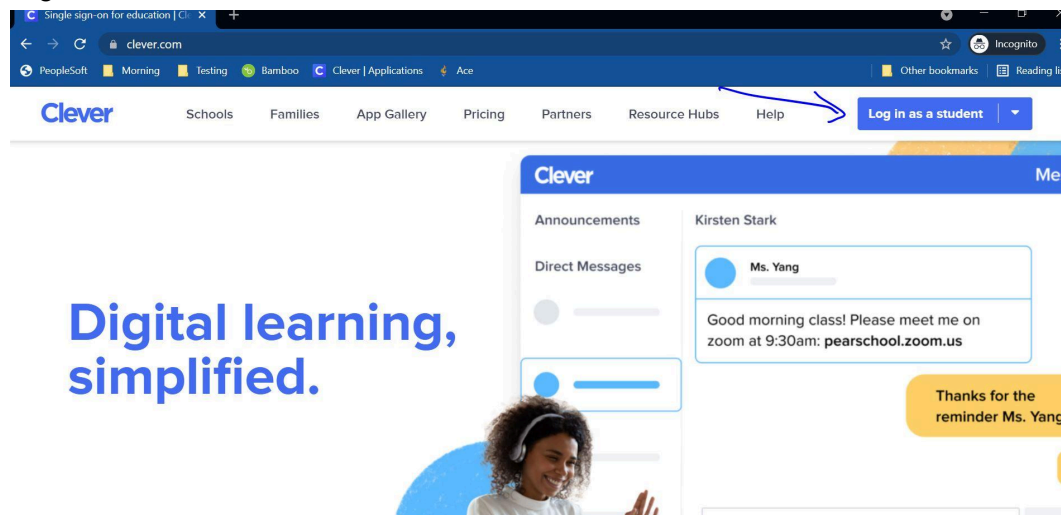 Single sign-on for education | Cl
clever.com
Incognito
PeopleSoft Morning Testing Bamboo Clever | Applications Ace Other bookmarks Reading lis
Clever Schools Families App Gallery Pricing Partners Resource Hubs Help Log in as a student
Clever Me
Announcements Kirsten Stark
Direct Messages
Ms. Yang
Good morning class! Please meet me on
zoom at 9:30am: pearschool.zoom.us
Digital learning,
simplified.
Thanks for the
reminder Ms. Yang